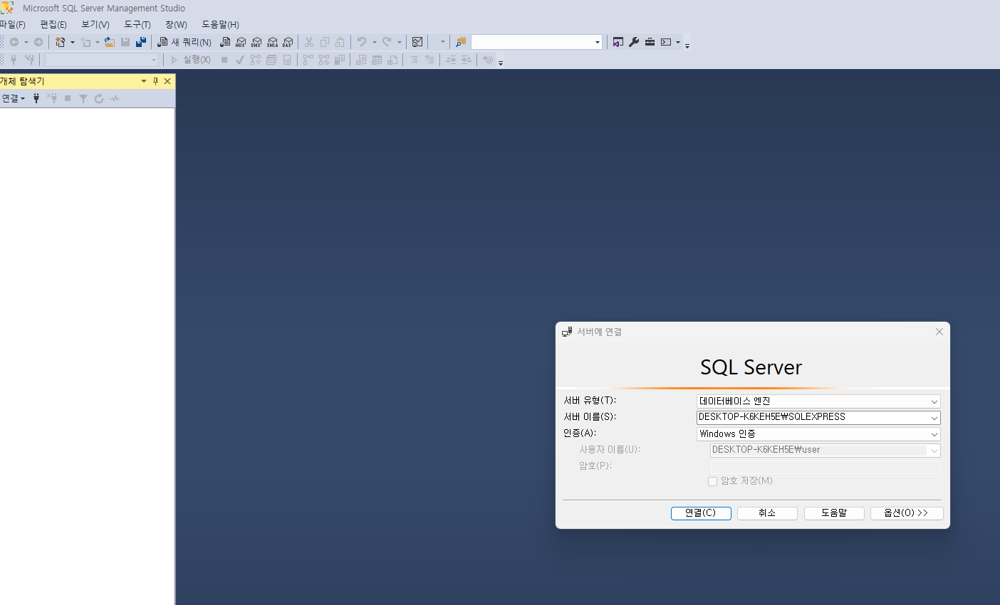 Microsoft SQL Server Management Studio
파일(F) 편집(E) 보기(V) 도구(T) 창(W) 도움말(H)
새 쿼리(N) MDX DMX XMLA DAX
실행(X)
개체 탐색기
연결
서버에 연결
SQL Server
서버 유형(T): 데이터베이스 엔진
서버 이름(S): DESKTOP-K6KEH5E₩SQLEXPRESS
인증(A): Windows 인증
사용자 이름(U): DESKTOP-K6KEH5E₩user
암호(P):
암호 저장(M)
연결(C) 취소 도움말 옵션(O) >>